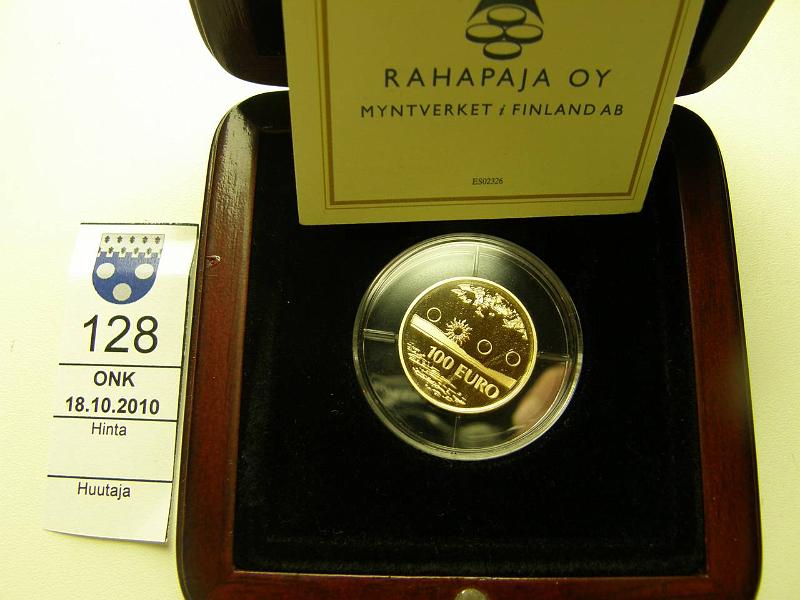 RAHAPAJA OY
MYNTVERKET i FINLAND AB
ES02326
128
ONK
18.10.2010
Hinta
Huutaja
100 EURO